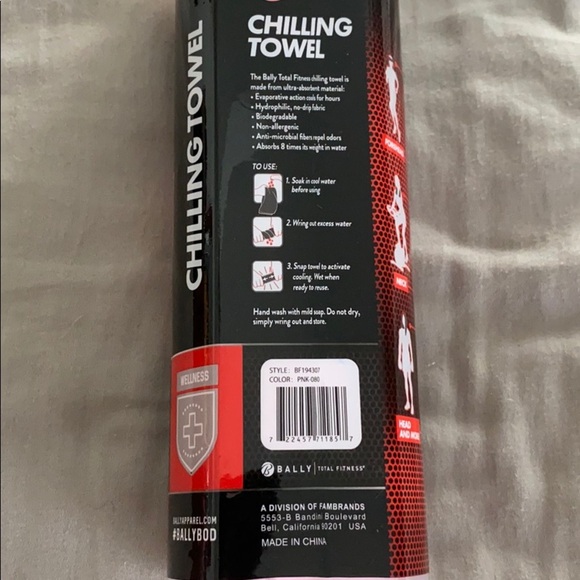 CHILLING TOWEL
CHILLING
TOWEL
The Bally Total Fitness chilling towel is
made from ultra-absorbent material:
• Evaporative action cools for hours
• Hydrophilic, no-drip fabric
• Biodegradable
• Non-allergenic
• Anti-microbial fibers repel odors
• Absorbs 8 times its weight in water
TO USE:
1. Soak in cool water
before using
2. Wring out excess water
3. Snap towel to activate
cooling. Wet when
ready to reuse.
Hand wash with mild soap. Do not dry,
simply wring out and store.
WELLNESS
STYLE: BF194307
COLOR: PNK-080
7 22457 71185 7
BALLY TOTAL FITNESS®
BALLYAPPAREL.COM
#BALLYBOD
A DIVISION OF FAMBRANDS
5553-B Bandini Boulevard
Bell, California 90201 USA
MADE IN CHINA
HEAD
AND MORE